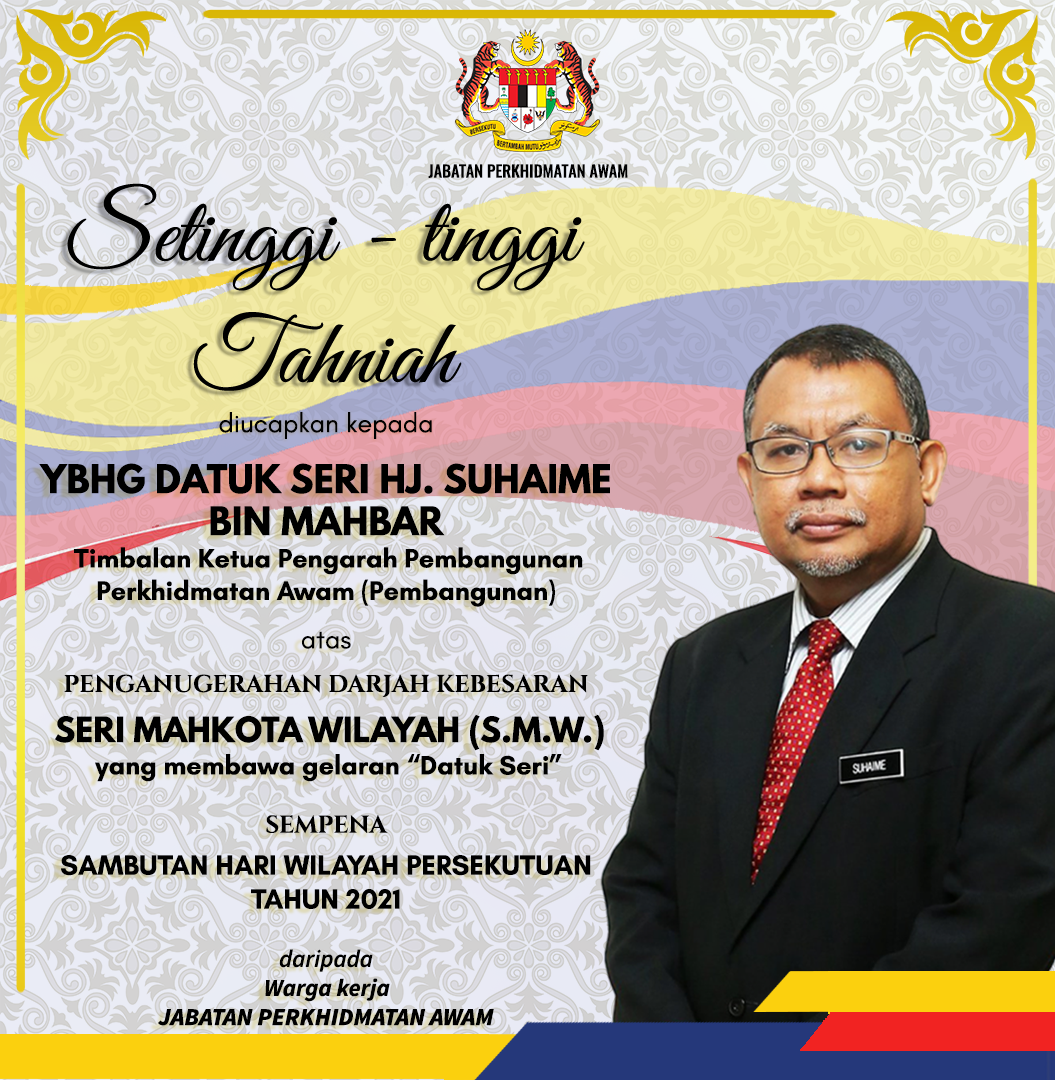 BERSEKUTU
BERTAMBAH MUTU
JABATAN PERKHIDMATAN AWAM
Setinggi - tinggi
Tahniah
diucapkan kepada
YBHG DATUK SERI HJ. SUHAIME
BIN MAHBAR
Timbalan Ketua Pengarah Pembangunan
Perkhidmatan Awam (Pembangunan)
atas
PENGANUGERAHAN DARJAH KEBESARAN
SERI MAHKOTA WILAYAH (S.M.W.)
yang membawa gelaran “Datuk Seri”
SUHAIME
SEMPENA
SAMBUTAN HARI WILAYAH PERSEKUTUAN
TAHUN 2021
daripada
Warga kerja
JABATAN PERKHIDMATAN AWAM